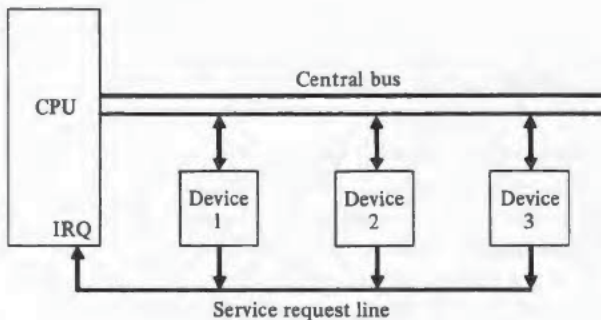 Central bus
CPU
Device
1
Device
2
Device
3
IRQ
Service request line